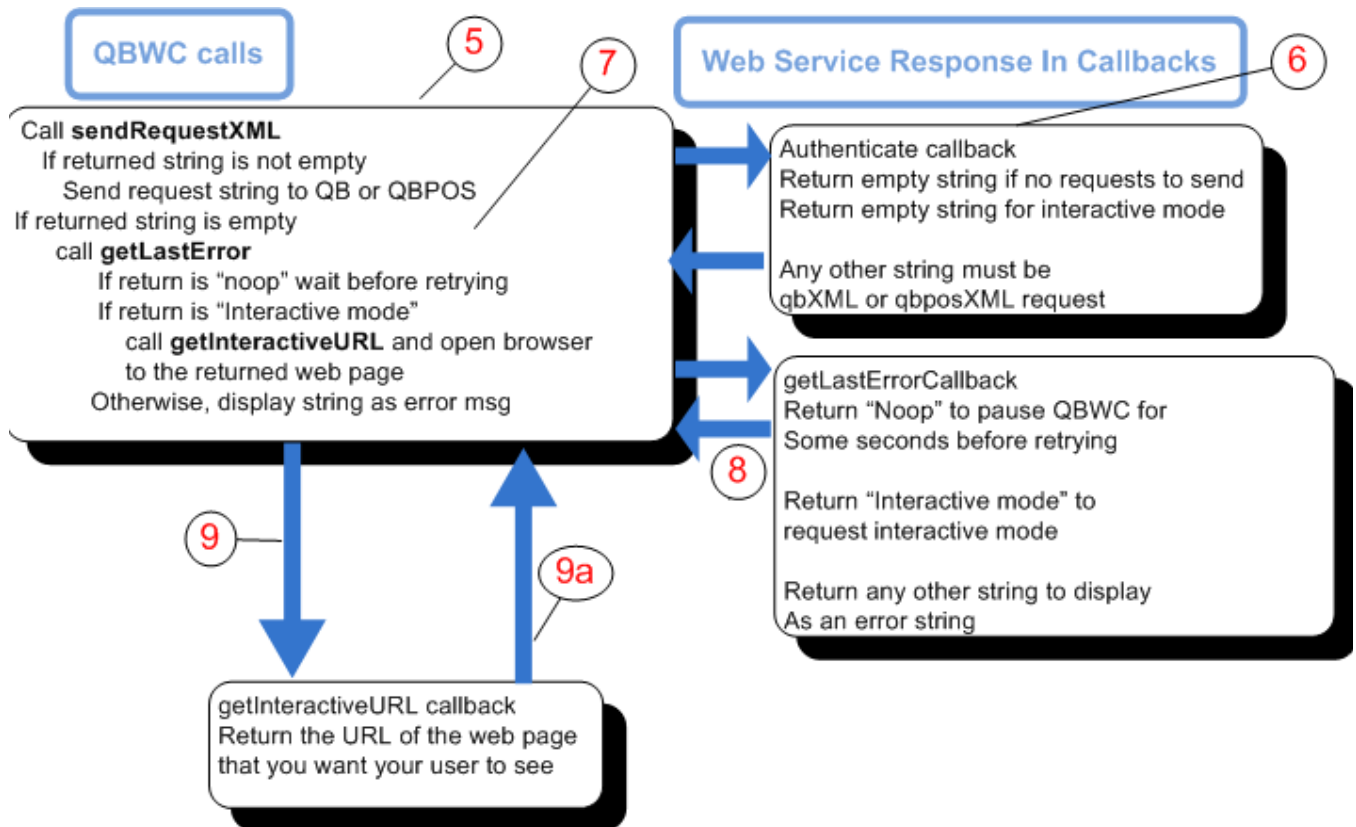 QBWC calls
5
7
Web Service Response In Callbacks
6
Call sendRequestXML
If returned string is not empty
Send request string to QB or QBPOS
If returned string is empty
call getLastError
If return is “noop” wait before retrying
If return is “Interactive mode”
call getInteractiveURL and open browser
to the returned web page
Otherwise, display string as error msg
Authenticate callback
Return empty string if no requests to send
Return empty string for interactive mode
Any other string must be
qbXML or qbposXML request
getLastErrorCallback
Return “Noop” to pause QBWC for
Some seconds before retrying
Return “Interactive mode” to
request interactive mode
Return any other string to display
As an error string
8
9
9a
getInteractiveURL callback
Return the URL of the web page
that you want your user to see